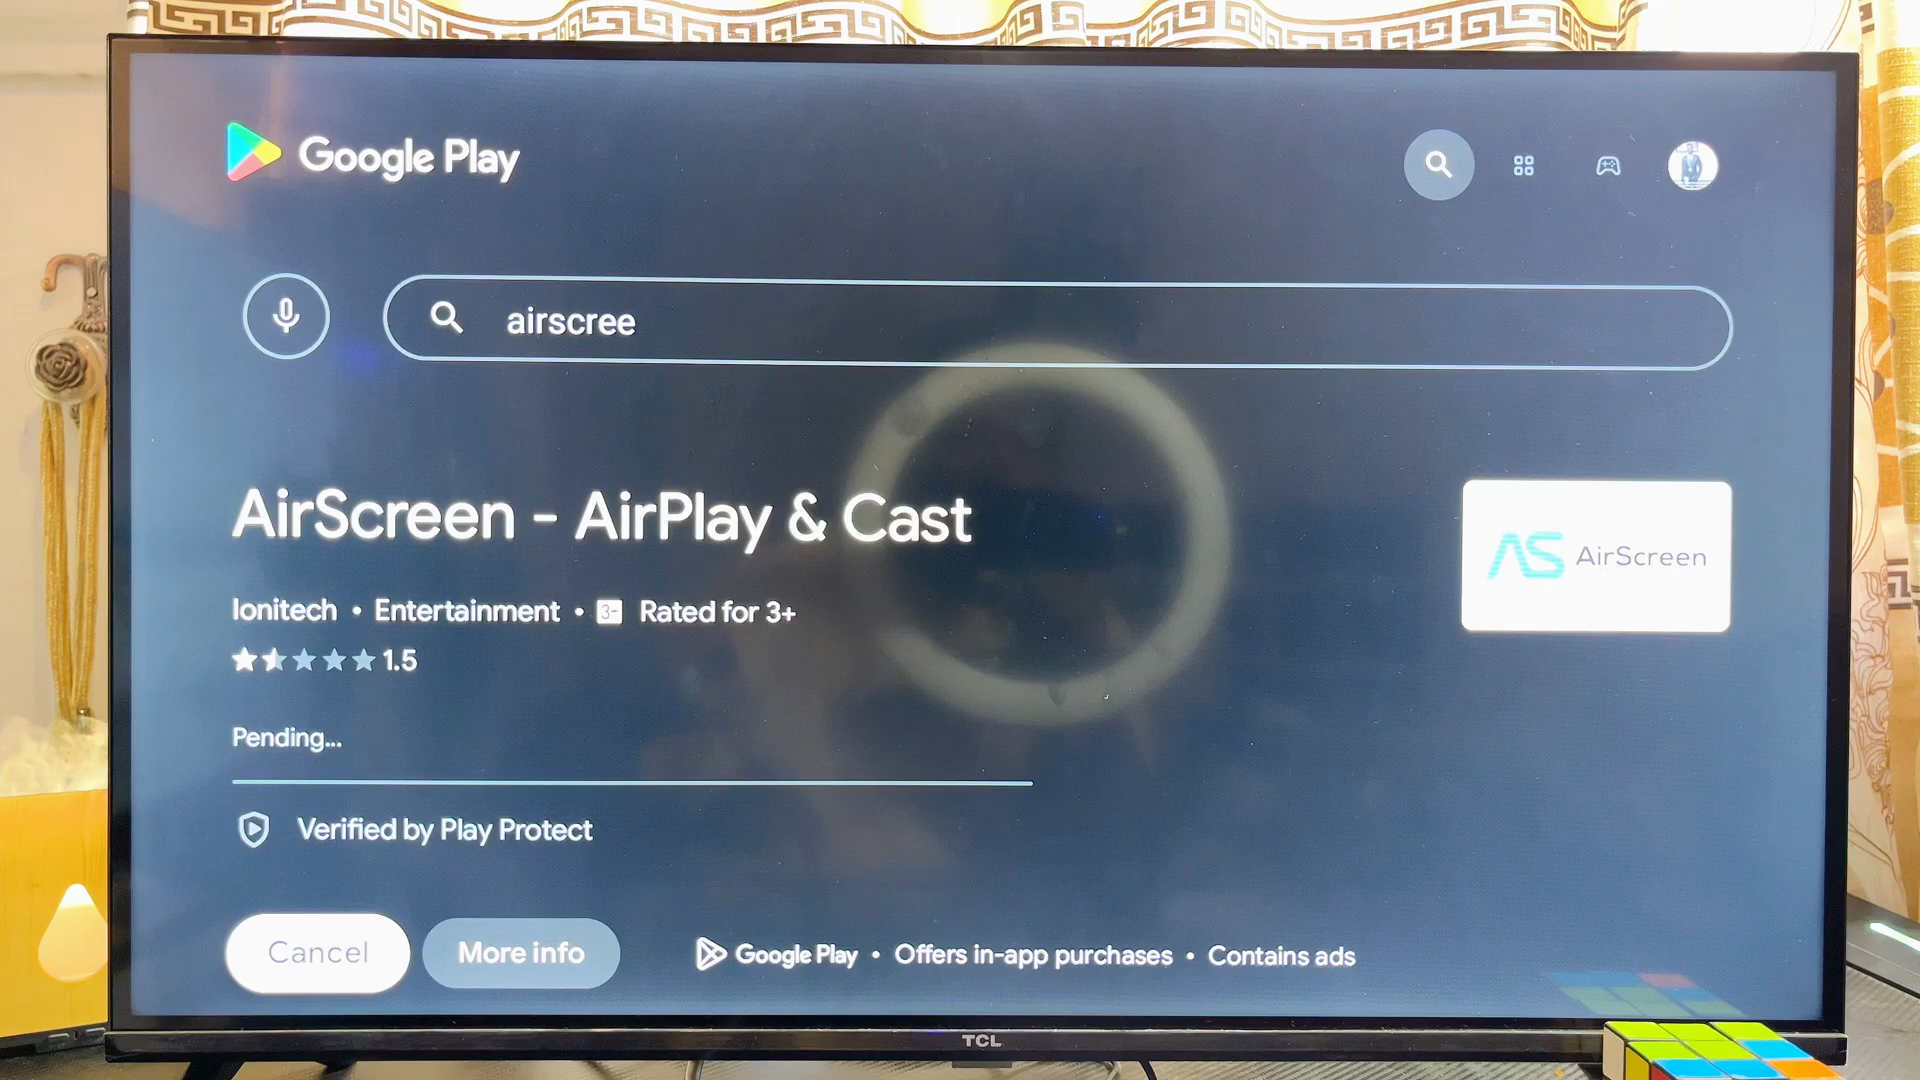 Google Play
airscree
AirScreen - AirPlay & Cast
AS AirScreen
Ionitech • Entertainment • 3+ Rated for 3+
1.5
Pending...
Verified by Play Protect
Cancel
More info
Google Play • Offers in-app purchases • Contains ads
TCL